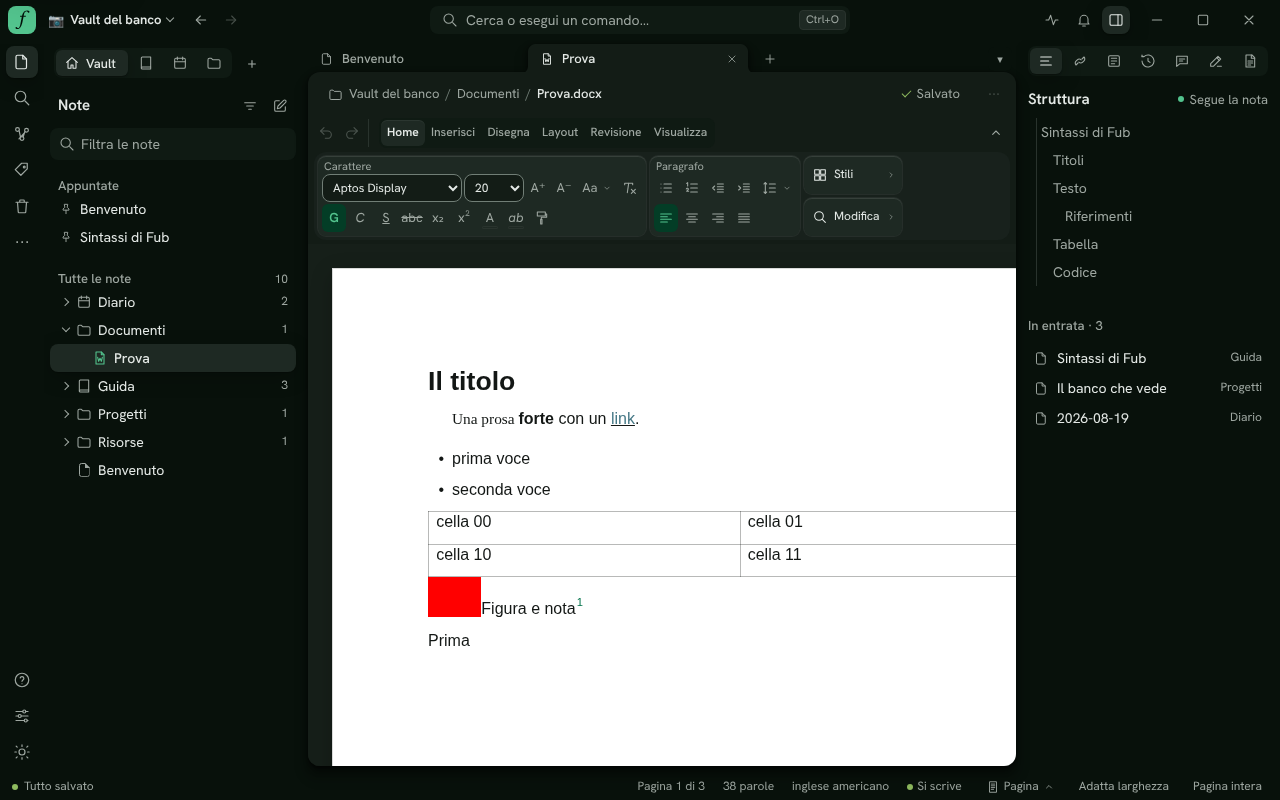 f
Vault del banco
Cerca o esegui un comando...
Ctrl+O
Vault
Benvenuto
Prova
Note
Vault del banco / Documenti / Prova.docx
Salvato
Struttura
Segue la nota
Filtra le note
Home Inserisci Disegna Layout Revisione Visualizza
Sintassi di Fub
Titoli
Testo
Riferimenti
Tabella
Codice
Carattere
Paragrafo
Aptos Display
20
A+ A− Aa Tx
Stili
G C S abc x₂ x² A ab
Modifica
Appuntate
Benvenuto
Sintassi di Fub
Tutte le note 10
Diario 2
Documenti 1
Prova
Guida 3
Progetti 1
Risorse 1
Benvenuto
Il titolo
Una prosa forte con un link.
• prima voce
• seconda voce
cella 00 cella 01
cella 10 cella 11
Figura e nota1
Prima
In entrata · 3
Sintassi di Fub Guida
Il banco che vede Progetti
2026-08-19 Diario
Tutto salvato
Pagina 1 di 3
38 parole
inglese americano
Si scrive
Pagina
Adatta larghezza
Pagina intera